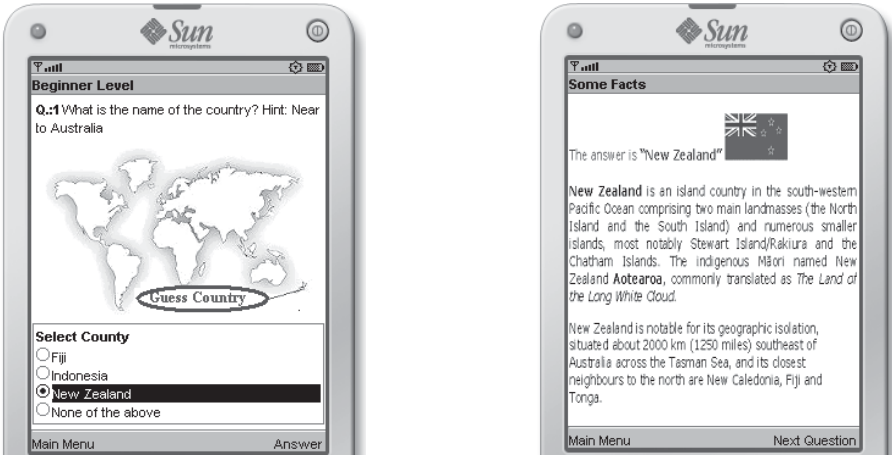 Sun
microsystems
Beginner Level
Q.:1 What is the name of the country? Hint: Near
to Australia
Guess Country
Select County
Fiji
Indonesia
New Zealand
None of the above
Main Menu
Answer
Sun
microsystems
Some Facts
The answer is "New Zealand"
New Zealand is an island country in the south-western
Pacific Ocean comprising two main landmasses (the North
Island and the South Island) and numerous smaller
islands, most notably Stewart Island/Rakiura and the
Chatham Islands. The indigenous Māori named New
Zealand Aotearoa, commonly translated as The Land of
the Long White Cloud.
New Zealand is notable for its geographic isolation,
situated about 2000 km (1250 miles) southeast of
Australia across the Tasman Sea, and its closest
neighbours to the north are New Caledonia, Fiji and
Tonga.
Main Menu
Next Question